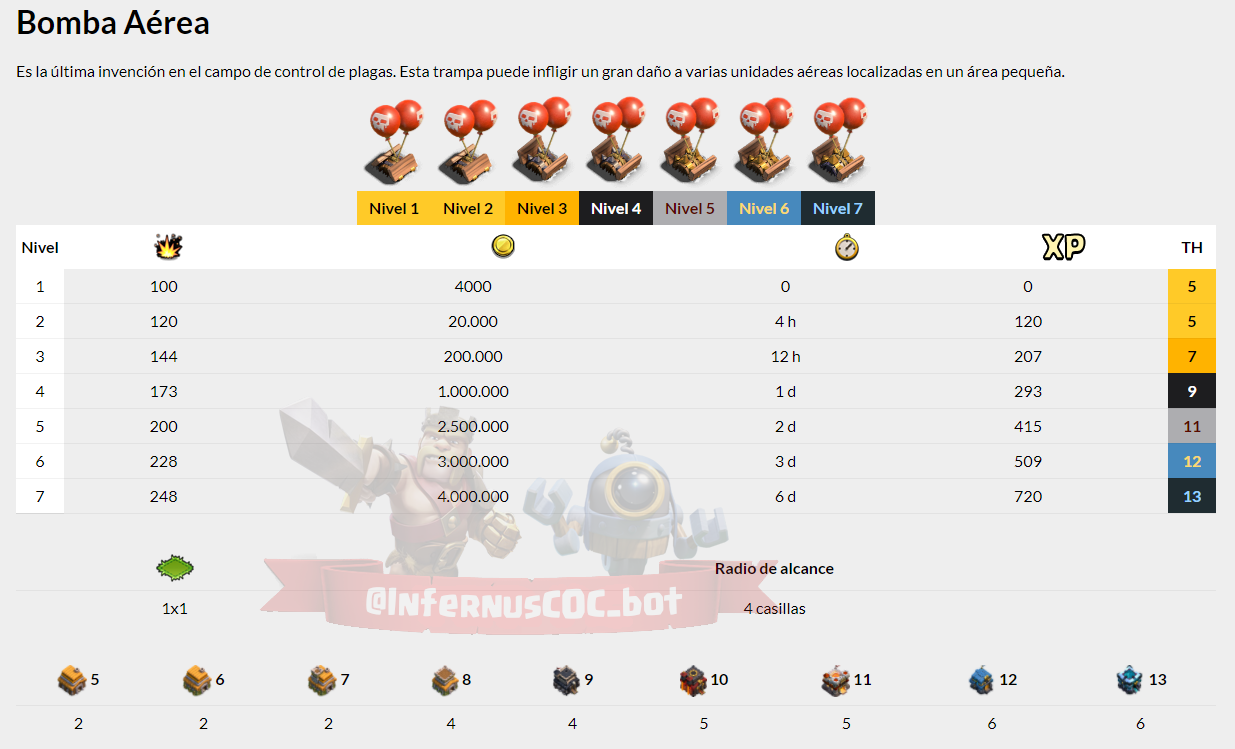 Bomba Aérea
Es la última invención en el campo de control de plagas. Esta trampa puede infligir un gran daño a varias unidades aéreas localizadas en un área pequeña.
Nivel 1 Nivel 2 Nivel 3 Nivel 4 Nivel 5 Nivel 6 Nivel 7
Nivel XP TH
1 100 4000 0 0 5
2 120 20.000 4 h 120 5
3 144 200.000 12 h 207 7
4 173 1.000.000 1 d 293 9
5 200 2.500.000 2 d 415 11
6 228 3.000.000 3 d 509 12
7 248 4.000.000 6 d 720 13
Radio de alcance
@InfernusCOC_bot
1x1 4 casillas
5 6 7 8 9 10 11 12 13
2 2 2 4 4 5 5 6 6